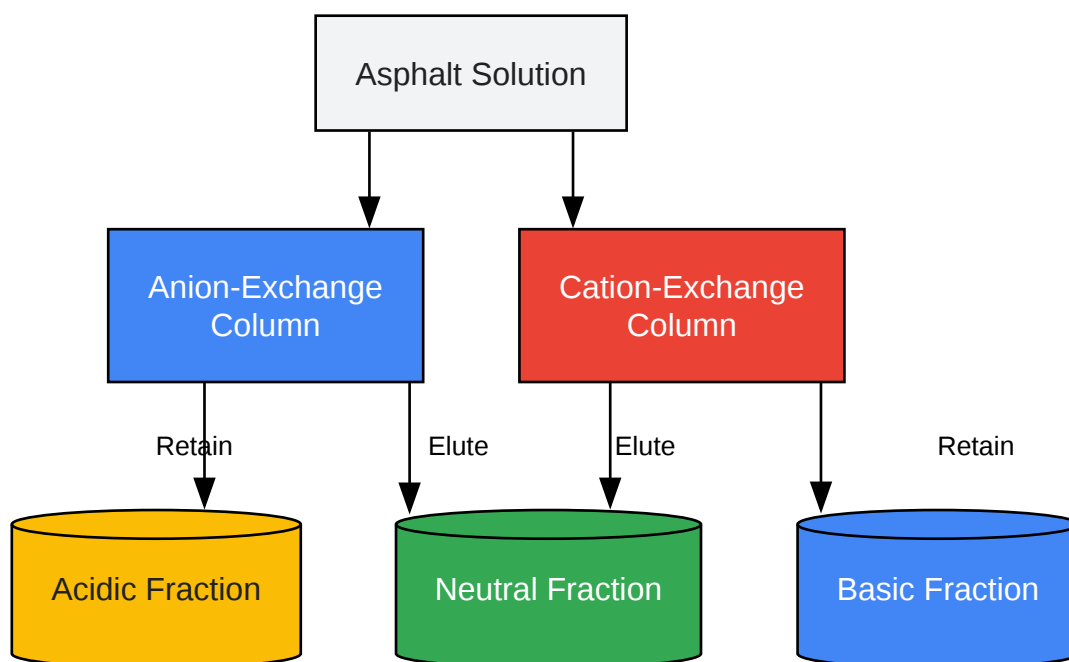 Asphalt Solution
Anion-Exchange
Column
Cation-Exchange
Column
Retain
Elute
Elute
Retain
Acidic Fraction
Neutral Fraction
Basic Fraction